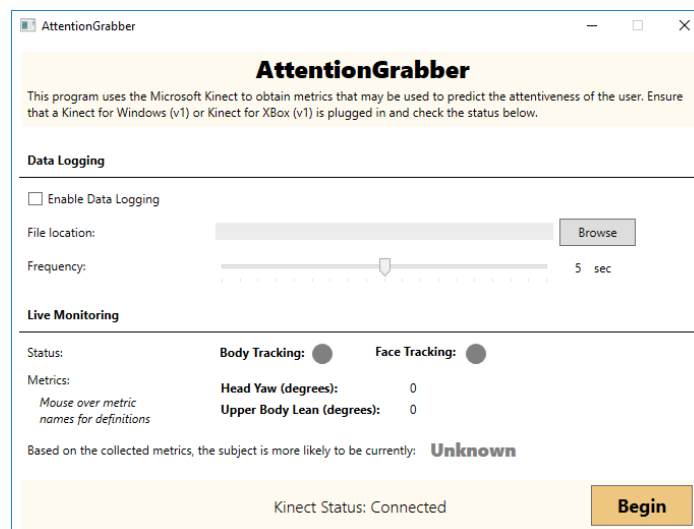 AttentionGrabber
AttentionGrabber
This program uses the Microsoft Kinect to obtain metrics that may be used to predict the attentiveness of the user. Ensure
that a Kinect for Windows (v1) or Kinect for XBox (v1) is plugged in and check the status below.
Data Logging
Enable Data Logging
File location:
Browse
Frequency:
5 sec
Live Monitoring
Status:
Body Tracking:
Face Tracking:
Metrics:
Mouse over metric
names for definitions
Head Yaw (degrees): 0
Upper Body Lean (degrees): 0
Based on the collected metrics, the subject is more likely to be currently: Unknown
Kinect Status: Connected
Begin